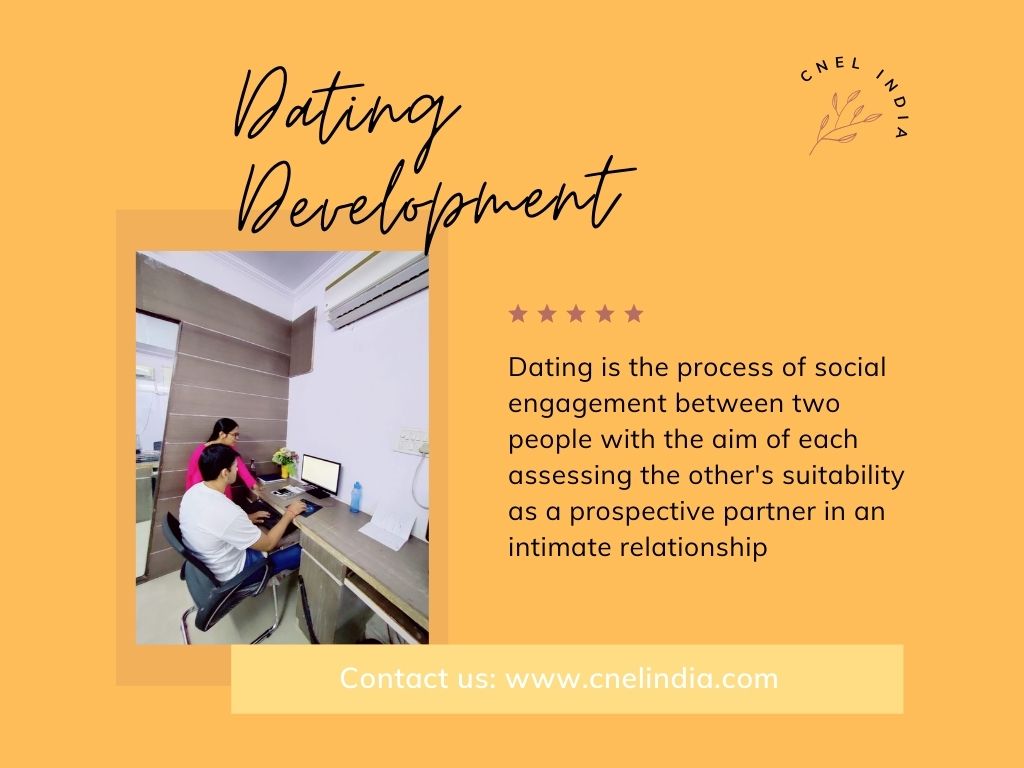 Dating
Development
CNEL INDIA
Dating is the process of social
engagement between two
people with the aim of each
assessing the other's suitability
as a prospective partner in an
intimate relationship
Contact us: www.cnelindia.com